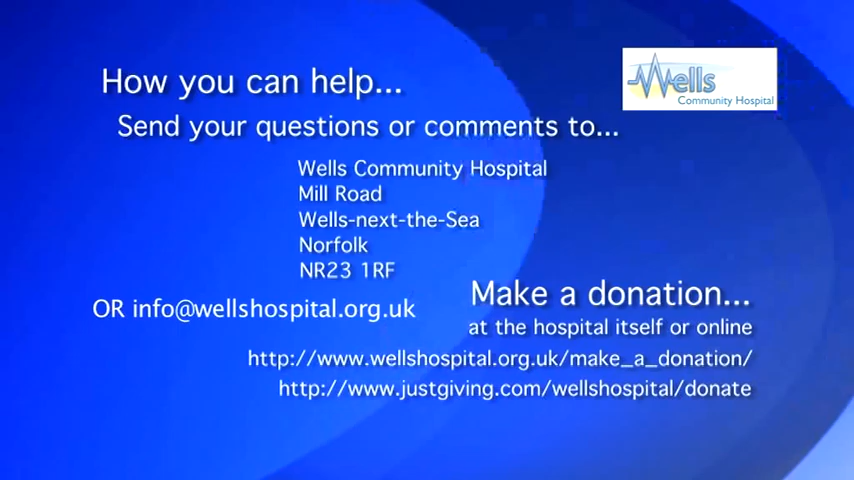 Wells
Community Hospital
How you can help...
Send your questions or comments to...
Wells Community Hospital
Mill Road
Wells-next-the-Sea
Norfolk
NR23 1RF
OR info@wellshospital.org.uk
Make a donation...
at the hospital itself or online
http://www.wellshospital.org.uk/make_a_donation/
http://www.justgiving.com/wellshospital/donate